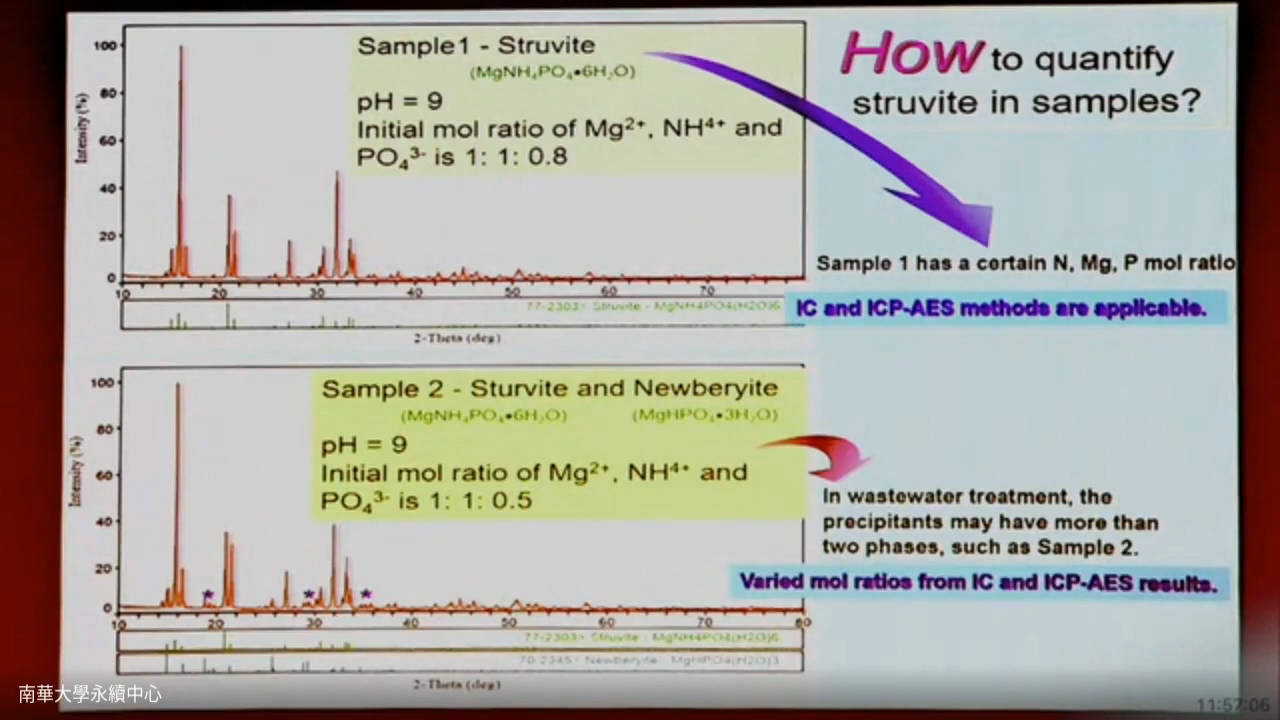 How to quantify
struvite in samples?
Sample1 - Struvite
(MgNH₄PO₄•6H₂O)
pH = 9
Initial mol ratio of Mg²⁺, NH⁴⁺ and
PO₄³⁻ is 1: 1: 0.8
Intensity (%)
100
80
60
40
20
0
10 20 30 40 50 60 70
77-2303> Struvite - MgNH4PO4(H2O)6
2-Theta (deg)
Sample 1 has a certain N, Mg, P mol ratio
IC and ICP-AES methods are applicable.
Sample 2 - Sturvite and Newberyite
(MgNH₄PO₄•6H₂O) (MgHPO₄•3H₂O)
pH = 9
Initial mol ratio of Mg²⁺, NH⁴⁺ and
PO₄³⁻ is 1: 1: 0.5
Intensity (%)
100
80
60
40
20
0
★ ★ ★
10 20 30 40 50 60 70 80
77-2303> Struvite - MgNH4PO4(H2O)6
70-2345> Newberyite - MgHPO4(H2O)3
2-Theta (deg)
In wastewater treatment, the
precipitants may have more than
two phases, such as Sample 2.
Varied mol ratios from IC and ICP-AES results.
南華大學永續中心
11:57:06